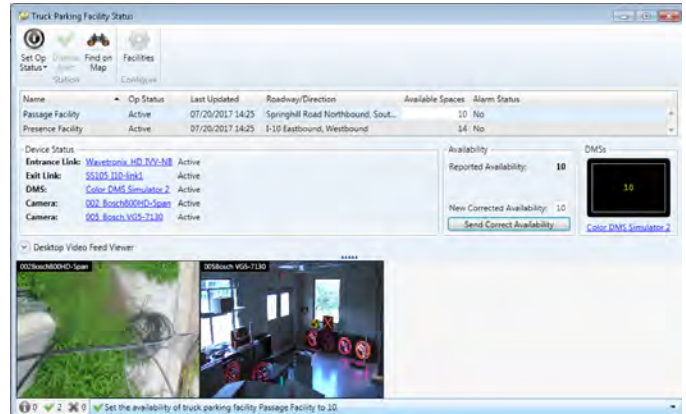 Truck Parking Facility Status
Set Op Status
Find on Map
Facilities
Station
Configure
Name Op Status Last Updated Roadway/Direction Available Spaces Alarm Status
Passage Facility Active 07/20/2017 14:25 Springhill Road Northbound, Sout... 10 No
Presence Facility Active 07/20/2017 14:25 I-10 Eastbound, Westbound 14 No
Device Status
Entrance Link: Wavetronix HD IVV-NB Active
Exit Link: SS105 I10-link1 Active
DMS: Color DMS Simulator 2 Active
Camera: 002 Bosch800HD-Span Active
Camera: 005 Bosch VG5-7130 Active
Availability
Reported Availability: 10
New Corrected Availability: 10
Send Correct Availability
DMSs
10
Color DMS Simulator 2
Desktop Video Feed Viewer
002Bosch800HD-Span
005Bosch VG5-7130
0 2 0 Set the availability of truck parking facility Passage Facility to 10.